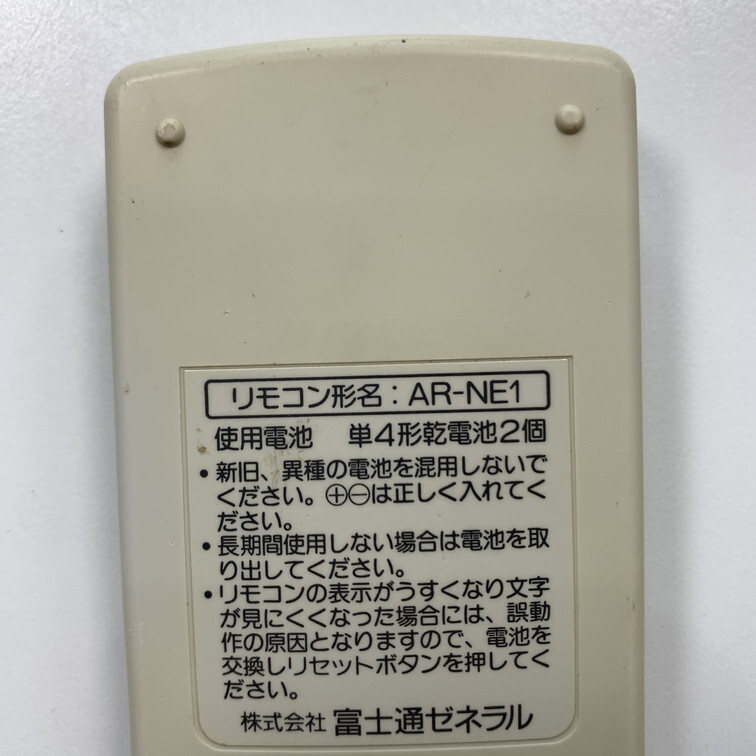 リモコン形名：AR-NE1
使用電池　単4形乾電池2個
・新旧、異種の電池を混用しないで
ください。⊕⊖は正しく入れてく
ださい。
・長期間使用しない場合は電池を取
り出してください。
・リモコンの表示がうすくなり文字
が見にくくなった場合には、誤動
作の原因となりますので、電池を
交換しリセットボタンを押してく
ださい。
株式会社 富士通ゼネラル